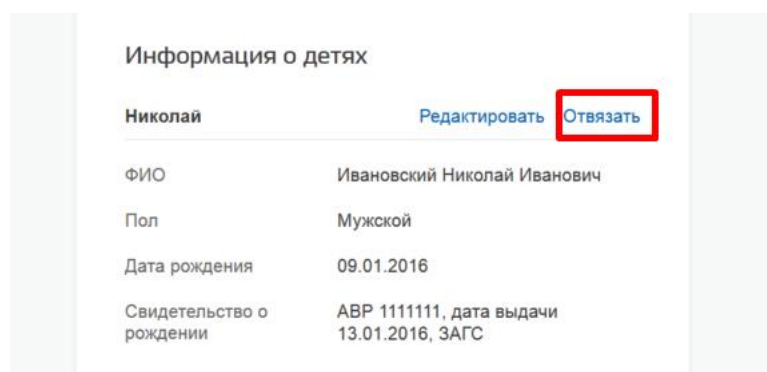 Информация о детях
Николай Редактировать Отвязать
ФИО Ивановский Николай Иванович
Пол Мужской
Дата рождения 09.01.2016
Свидетельство о АВР 1111111, дата выдачи
рождении 13.01.2016, ЗАГС